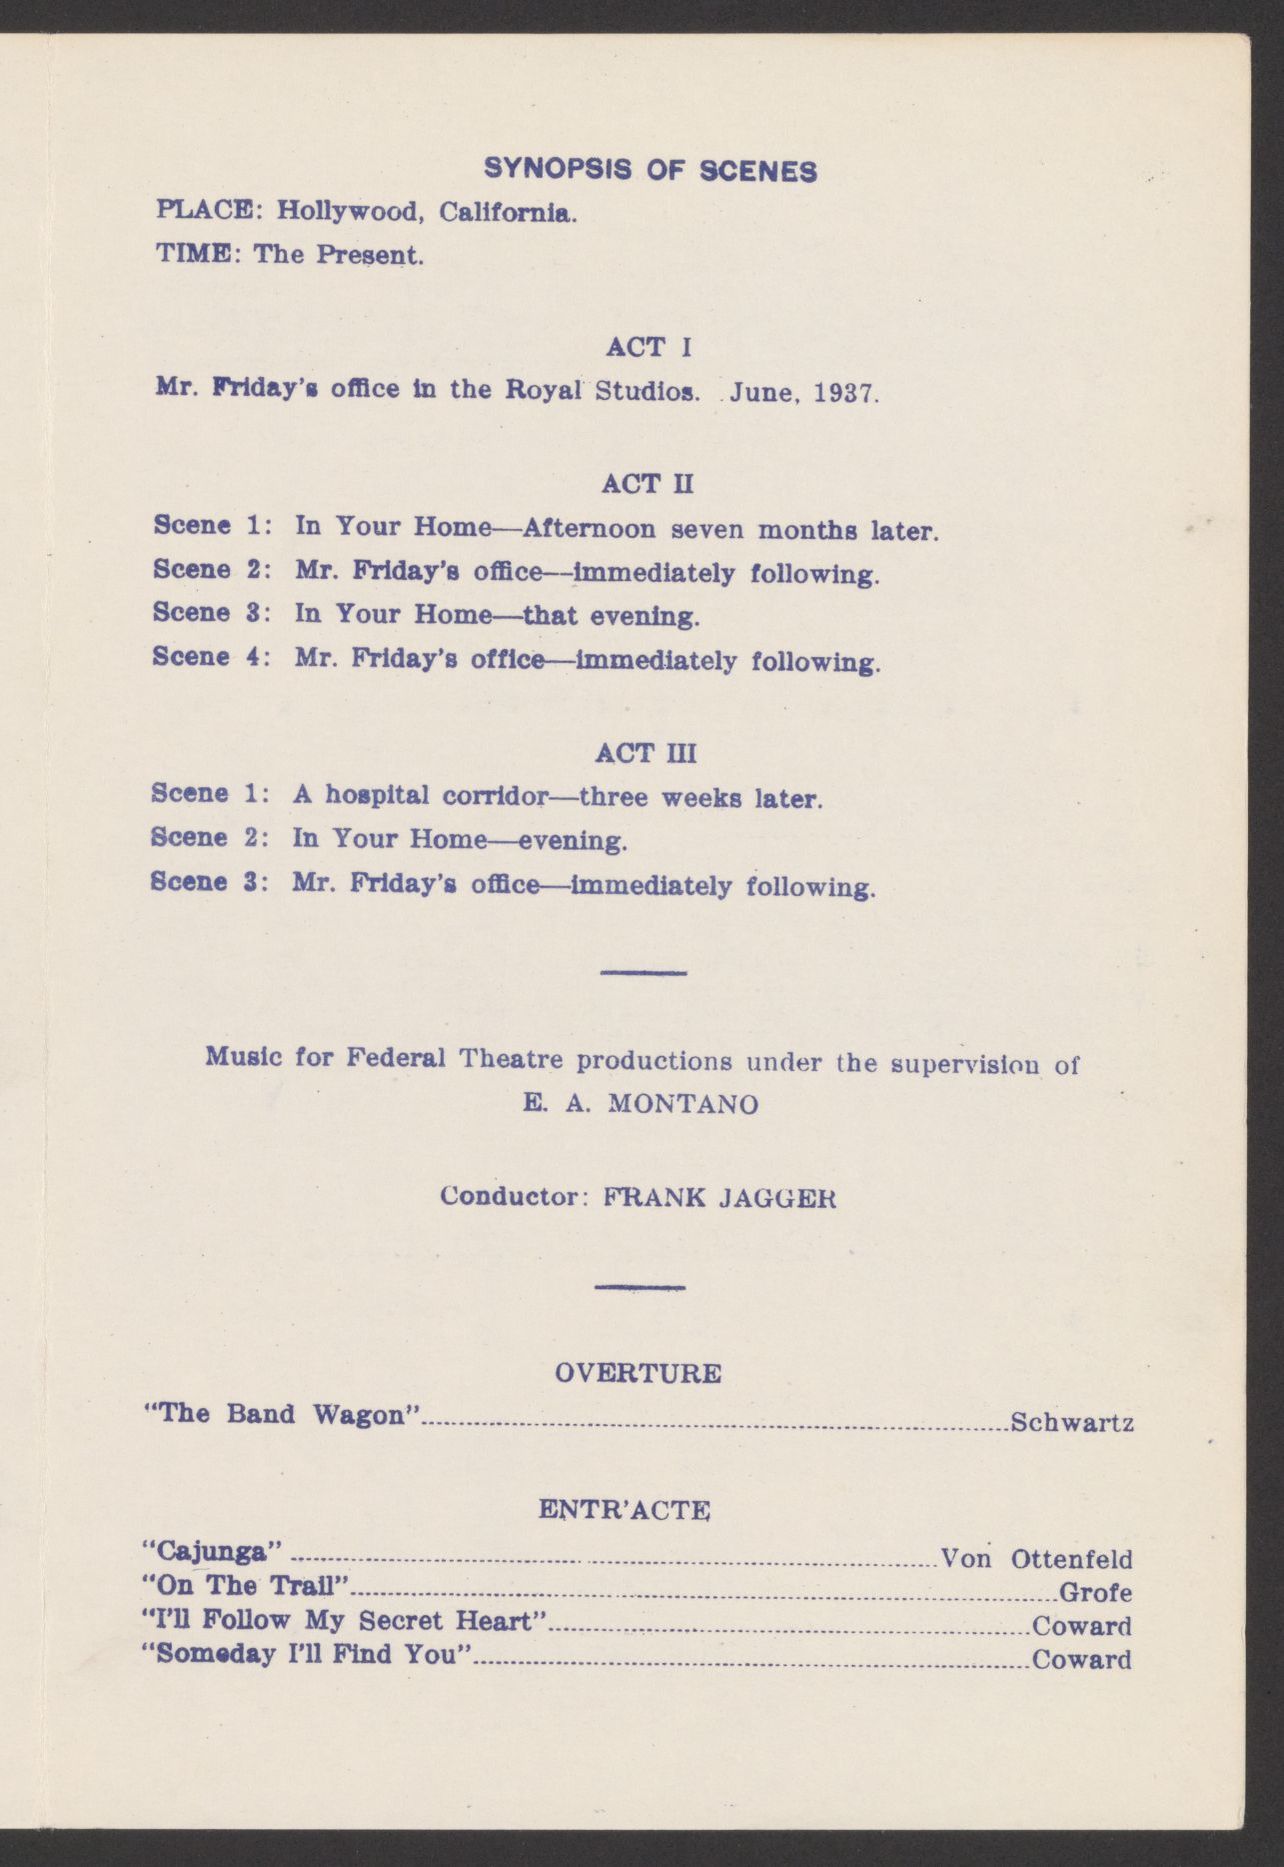 SYNOPSIS OF SCENES
PLACE: Hollywood, California.
TIME: The Present.
ACT I
Mr. Friday's office in the Royal Studios. June, 1937.
ACT II
Scene 1: In Your Home—Afternoon seven months later.
Scene 2: Mr. Friday's office—immediately following.
Scene 3: In Your Home—that evening.
Scene 4: Mr. Friday's office—immediately following.
ACT III
Scene 1: A hospital corridor—three weeks later.
Scene 2: In Your Home—evening.
Scene 3: Mr. Friday's office—immediately following.
Music for Federal Theatre productions under the supervision of
E. A. MONTANO
Conductor: FRANK JAGGER
OVERTURE
"The Band Wagon"........Schwartz
ENTR'ACTE
"Cajunga"........Von Ottenfeld
"On The Trail"........Grofe
"I'll Follow My Secret Heart"........Coward
"Someday I'll Find You"........Coward